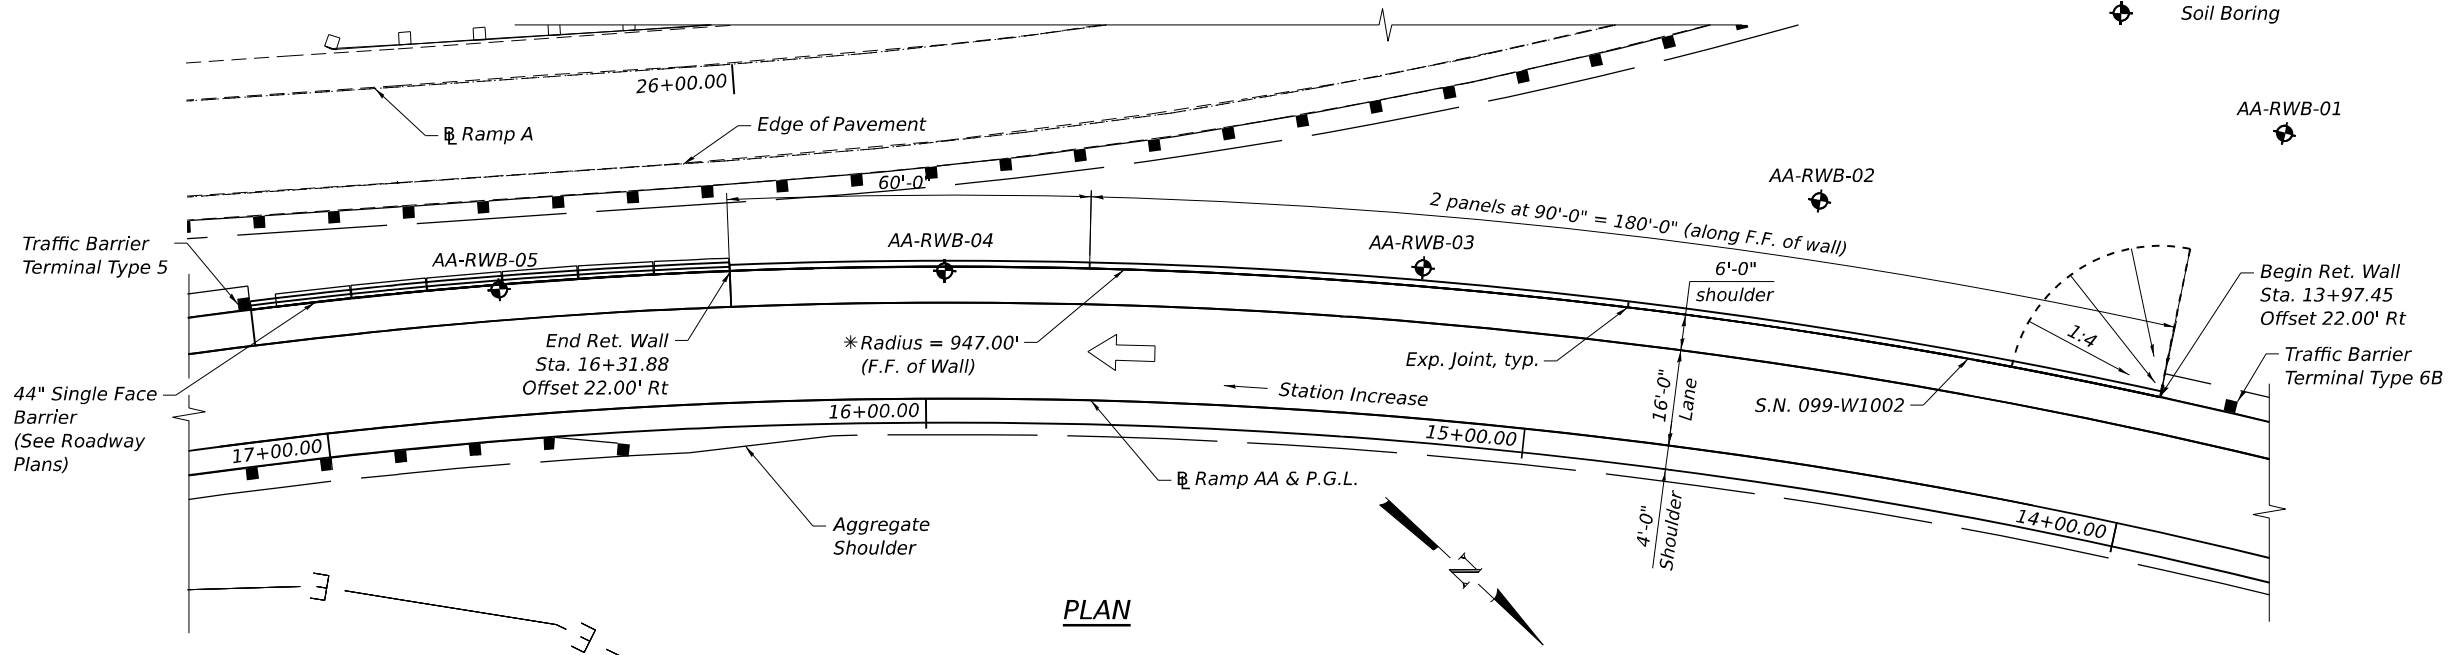 Soil Boring
AA-RWB-01
26+00.00
℄ Ramp A
Edge of Pavement
AA-RWB-02
60'-0"
2 panels at 90'-0" = 180'-0" (along F.F. of wall)
Traffic Barrier
Terminal Type 5
AA-RWB-05
AA-RWB-04
AA-RWB-03
6'-0"
shoulder
Begin Ret. Wall
Sta. 13+97.45
Offset 22.00' Rt
1:4
End Ret. Wall
Sta. 16+31.88
Offset 22.00' Rt
✳Radius = 947.00'
(F.F. of Wall)
Exp. Joint, typ.
Traffic Barrier
Terminal Type 6B
44" Single Face
Barrier
(See Roadway
Plans)
Station Increase
16'-0"
Lane
S.N. 099-W1002
17+00.00
16+00.00
15+00.00
14+00.00
℄ Ramp AA & P.G.L.
4'-0"
Shoulder
Aggregate
Shoulder
N
PLAN